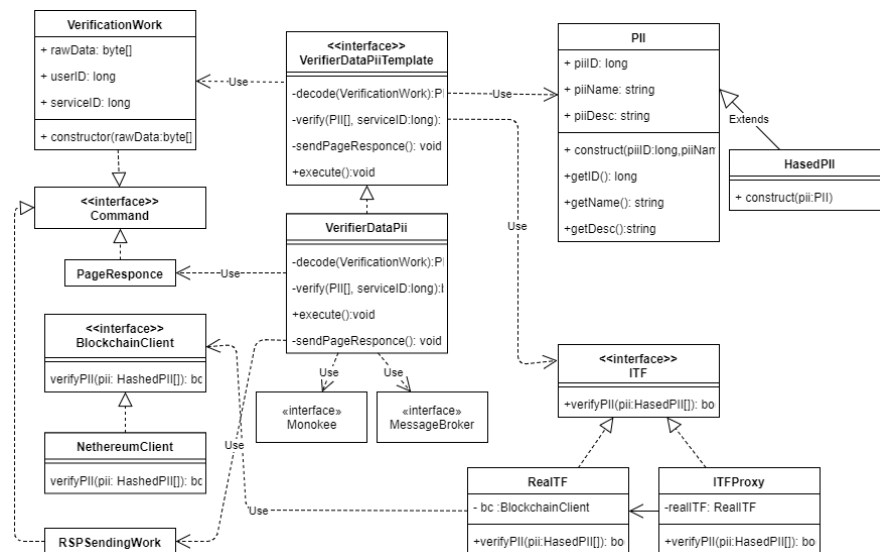 VerificationWork
+ rawData: byte[]
+ userID: long
+ serviceID: long
+ constructor(rawData:byte[]
<<interface>>
VerifierDataPiiTemplate
-decode(VerificationWork):PI
-verify(PII[], serviceID:long):
-sendPageResponce(): void
+execute():void
PII
+ piiID: long
+ piiName: string
+ piiDesc: string
+ construct(piiID:long,piiNam
+getID(): long
+getName(): string
+getDesc():string
Use
Use
Extends
HasedPII
+ construct(pii:PII)
<<interface>>
Command
PageResponce
Use
VerifierDataPii
-decode(VerificationWork):PI
-verify(PII[], serviceID:long):b
+execute():void
-sendPageResponce(): void
Use
<<interface>>
BlockchainClient
verifyPII(pii: HashedPII[]): bo
NethereumClient
verifyPII(pii: HashedPII[]): bo
Use
Use
«interface»
Monokee
«interface»
MessageBroker
<<interface>>
ITF
+verifyPII(pii:HasedPII[]): bo
Use
Use
RealTF
- bc :BlockchainClient
+verifyPII(pii:HasedPII[]): bo
ITFProxy
-realITF: RealITF
+verifyPII(pii:HasedPII[]): bo
RSPSendingWork